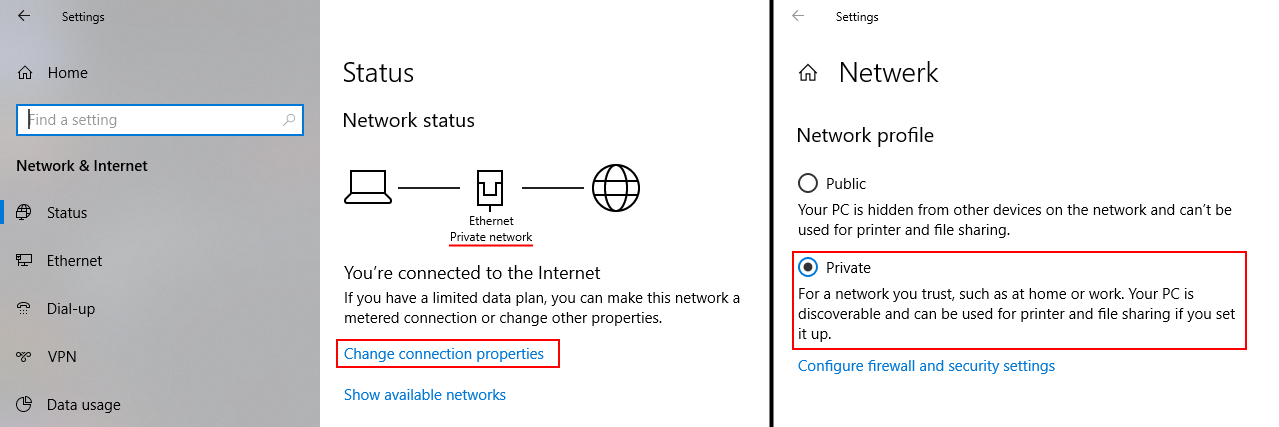 Settings
Home
Find a setting
Network & Internet
Status
Ethernet
Dial-up
VPN
Data usage
Status
Network status
Ethernet
Private network
You're connected to the Internet
If you have a limited data plan, you can make this network a
metered connection or change other properties.
Change connection properties
Show available networks
Settings
Netwerk
Network profile
Public
Your PC is hidden from other devices on the network and can't be
used for printer and file sharing.
Private
For a network you trust, such as at home or work. Your PC is
discoverable and can be used for printer and file sharing if you set
it up.
Configure firewall and security settings